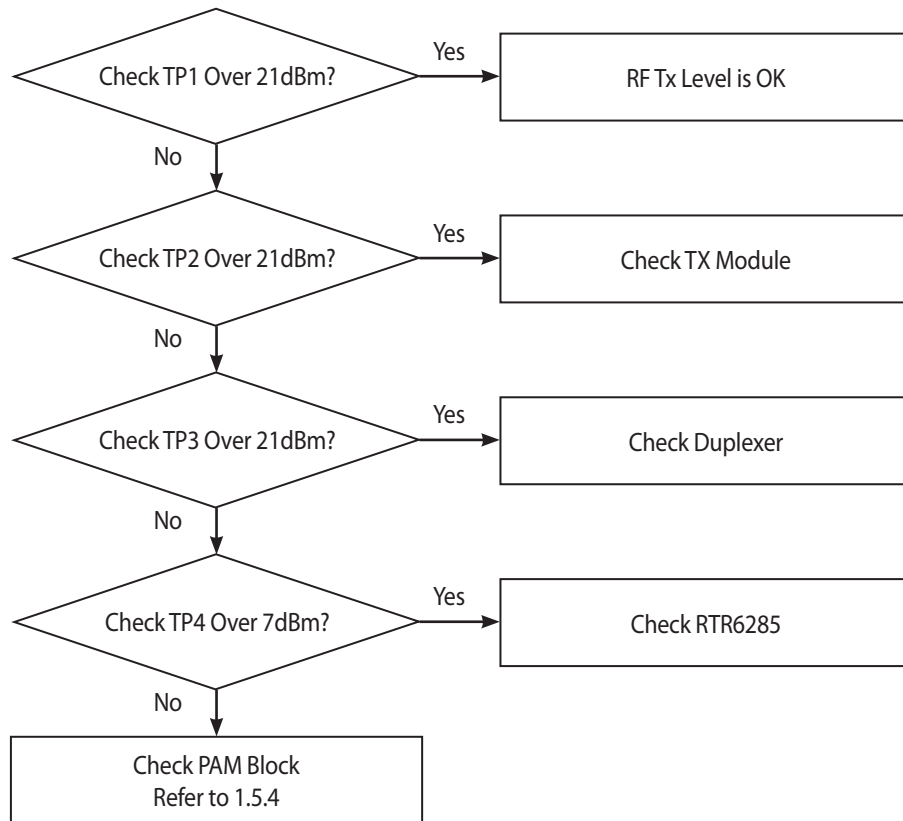 Check TP1 Over 21dBm?
Yes
RF Tx Level is OK
No
Check TP2 Over 21dBm?
Yes
Check TX Module
No
Check TP3 Over 21dBm?
Yes
Check Duplexer
No
Check TP4 Over 7dBm?
Yes
Check RTR6285
No
Check PAM Block
Refer to 1.5.4